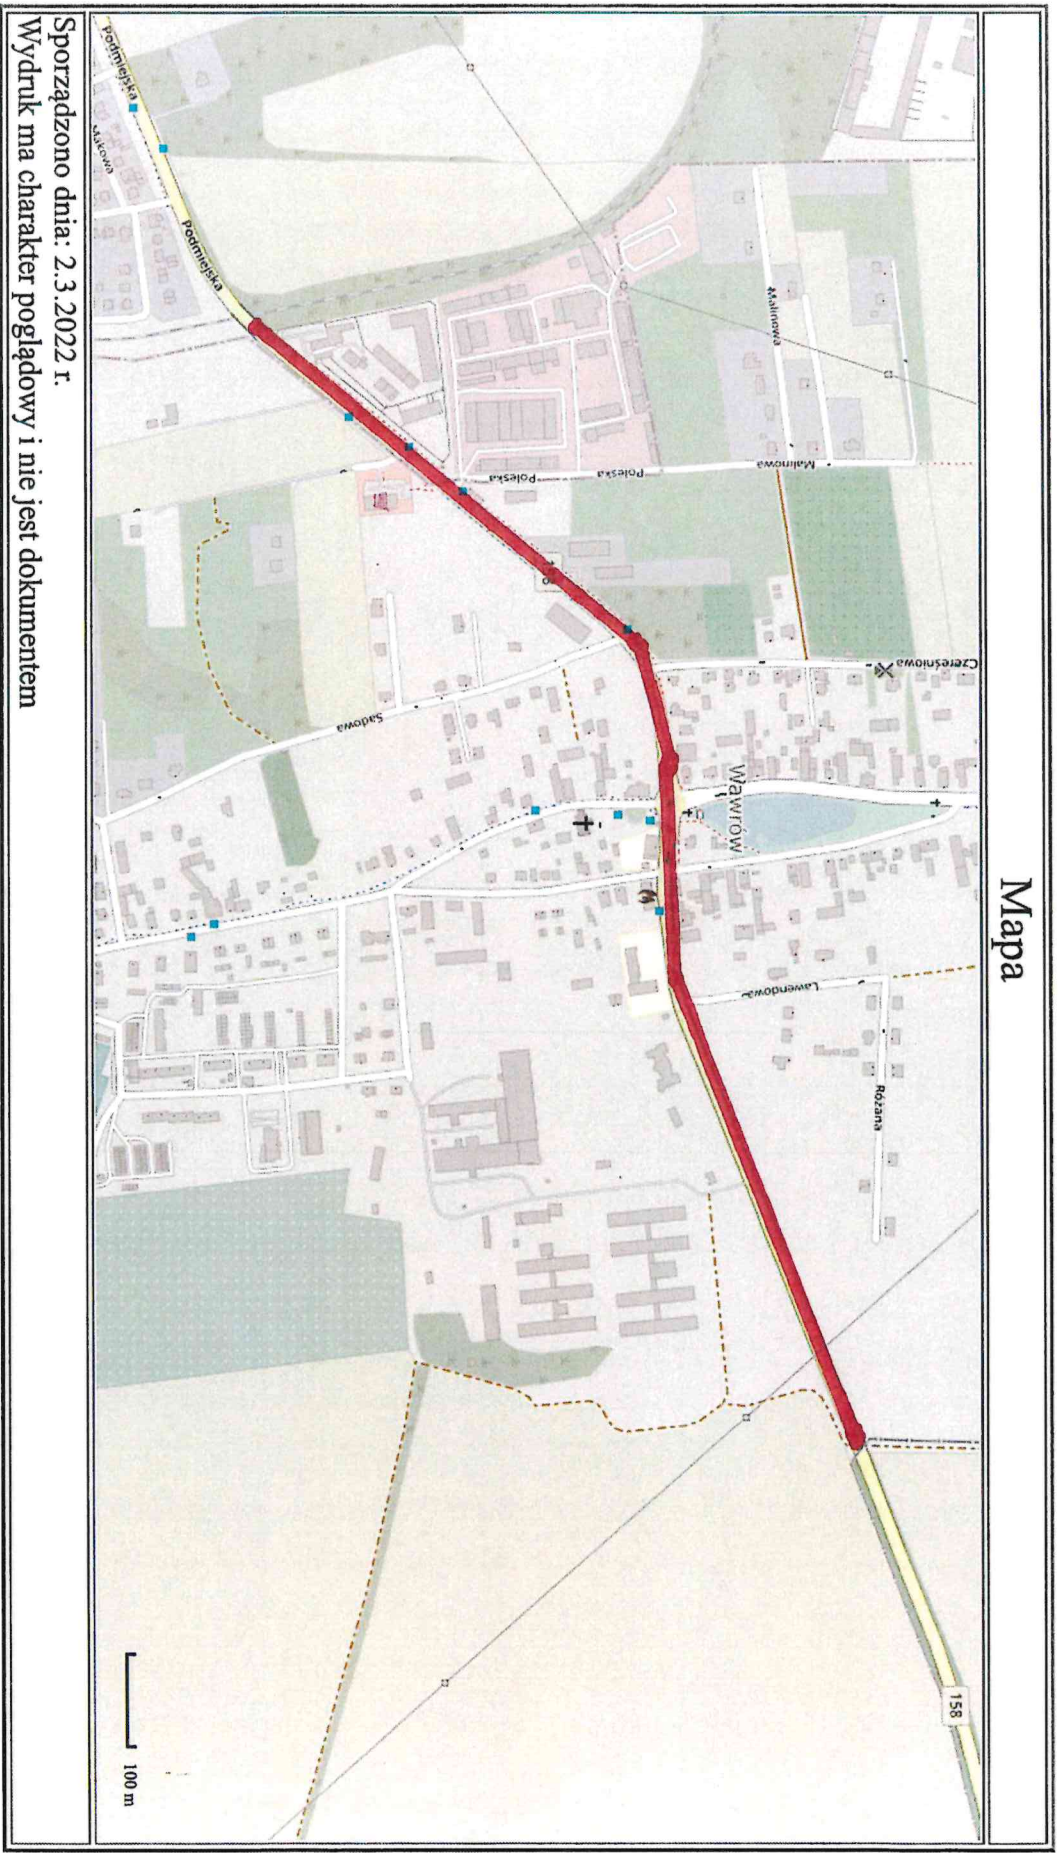 Mapa
158
Czereśniowa
Malinowa
Malinowa
Różana
Lawendowa
Wawrów
Poleska
Poleska
Sadowa
Podmiejska
Podmiejska
Makowa
100 m
Sporządzono dnia: 2.3.2022 r.
Wydruk ma charakter poglądowy i nie jest dokumentem